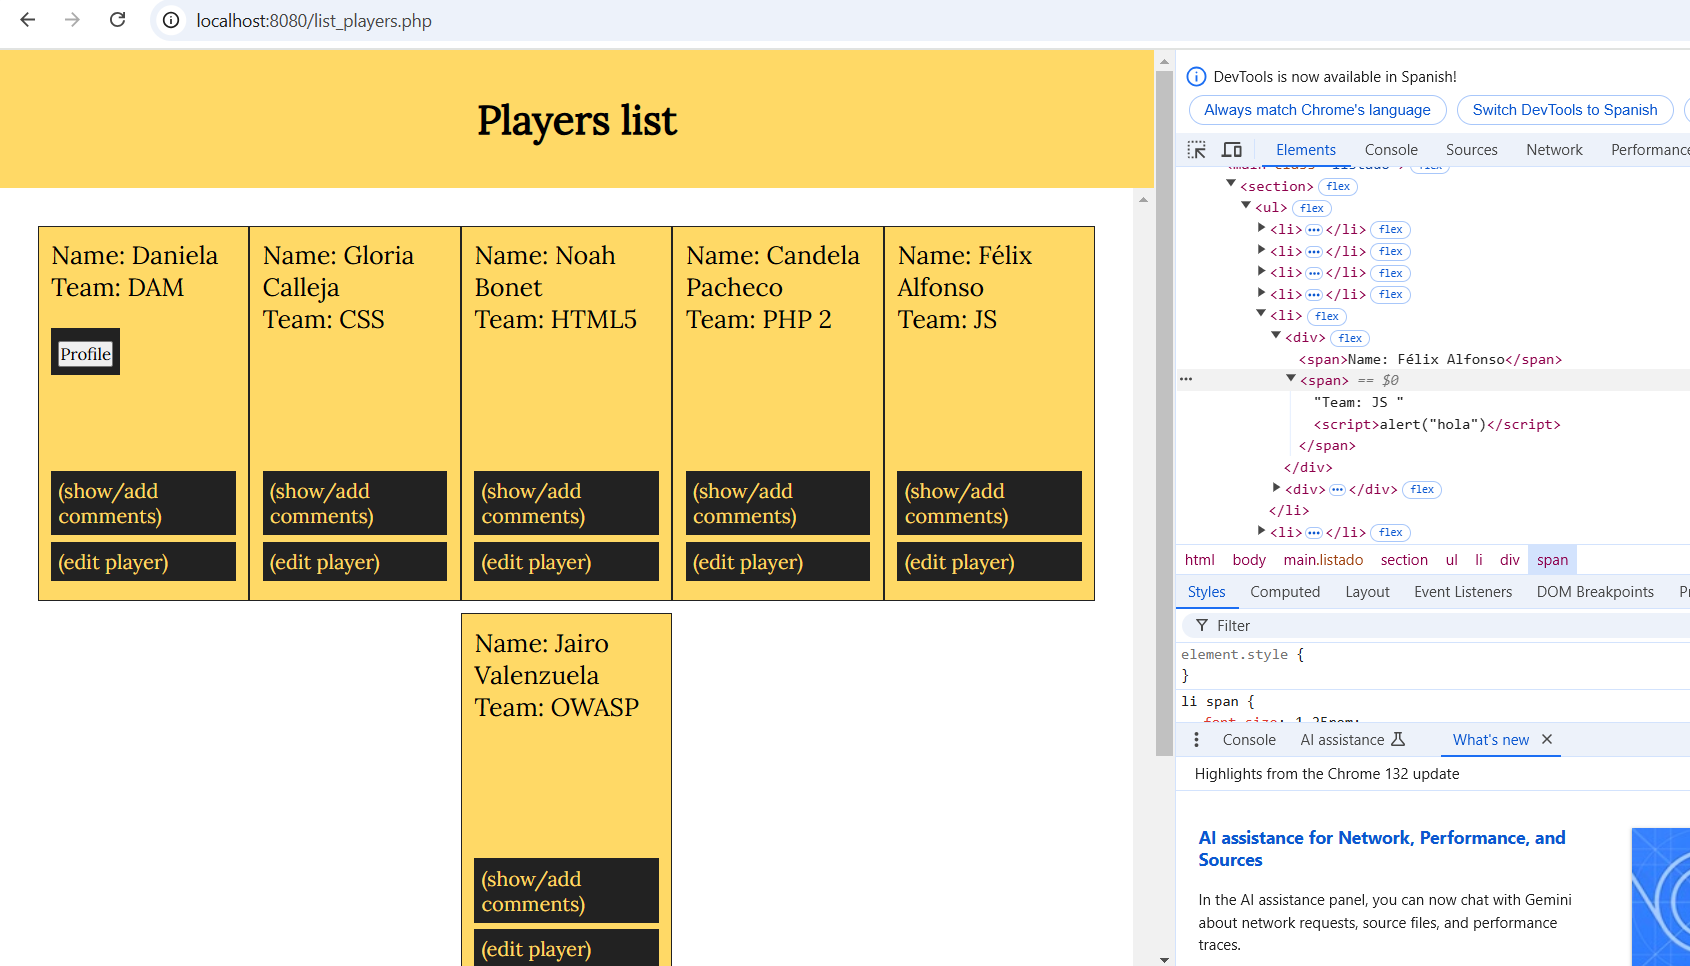 localhost:8080/list_players.php
Players list
Name: Daniela
Team: DAM
Profile
(show/add
comments)
(edit player)
Name: Gloria
Calleja
Team: CSS
(show/add
comments)
(edit player)
Name: Noah
Bonet
Team: HTML5
(show/add
comments)
(edit player)
Name: Candela
Pacheco
Team: PHP 2
(show/add
comments)
(edit player)
Name: Félix
Alfonso
Team: JS
(show/add
comments)
(edit player)
Name: Jairo
Valenzuela
Team: OWASP
(show/add
comments)
(edit player)
DevTools is now available in Spanish!
Always match Chrome's language Switch DevTools to Spanish
Elements Console Sources Network Performance
<section> flex
<ul> flex
<li> ••• </li> flex
<li> ••• </li> flex
<li> ••• </li> flex
<li> ••• </li> flex
<li> flex
<div> flex
<span>Name: Félix Alfonso</span>
••• <span> == $0
"Team: JS "
<script>alert("hola")</script>
</span>
</div>
<div> ••• </div> flex
</li>
<li> ••• </li> flex
html body main.listado section ul li div span
Styles Computed Layout Event Listeners DOM Breakpoints
Filter
element.style {
}
li span {
font-size: 1.25rem;
Console AI assistance What's new
Highlights from the Chrome 132 update
AI assistance for Network, Performance, and
Sources
In the AI assistance panel, you can now chat with Gemini
about network requests, source files, and performance
traces.